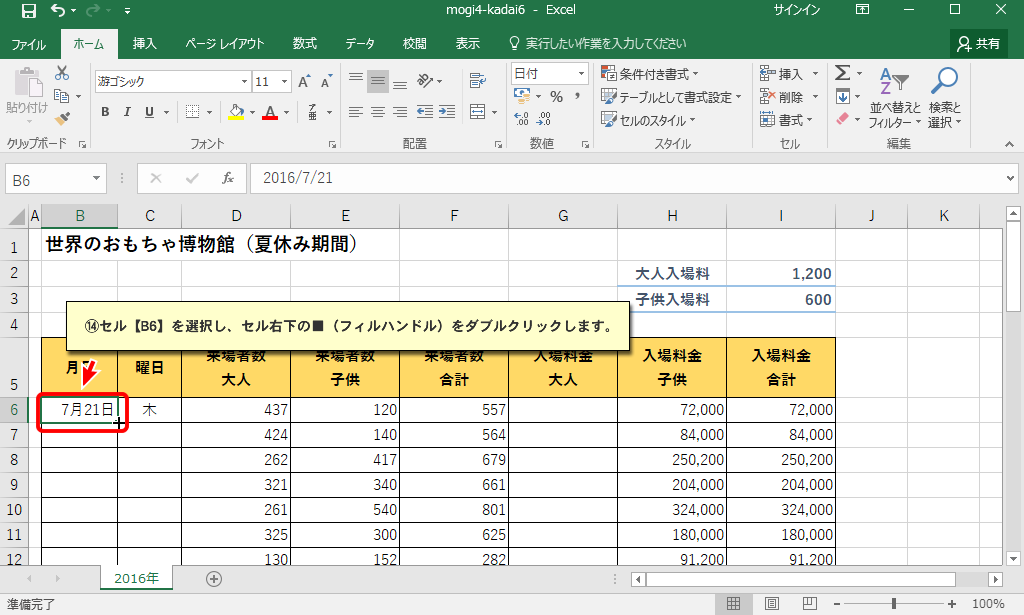 mogi4-kadai6 - Excel
サインイン
ファイル ホーム 挿入 ページ レイアウト 数式 データ 校閲 表示 実行したい作業を入力してください 共有
貼り付け
クリップボード
游ゴシック 11
B I U
フォント
配置
日付
数値
条件付き書式
テーブルとして書式設定
セルのスタイル
スタイル
挿入
削除
書式
セル
並べ替えと
フィルター
検索と
選択
編集
B6
fx 2016/7/21
A B C D E F G H I J K
1 世界のおもちゃ博物館（夏休み期間）
2 大人入場料 1,200
3 子供入場料 600
4
⑭セル【B6】を選択し、セル右下の■（フィルハンドル）をダブルクリックします。
5 月 曜日 来場者数 大人 来場者数 子供 来場者数 合計 入場料金 大人 入場料金 子供 入場料金 合計
6 7月21日 木 437 120 557 72,000 72,000
7 424 140 564 84,000 84,000
8 262 417 679 250,200 250,200
9 321 340 661 204,000 204,000
10 261 540 801 324,000 324,000
11 325 300 625 180,000 180,000
12 130 152 282 91,200 91,200
2016年
準備完了
100%